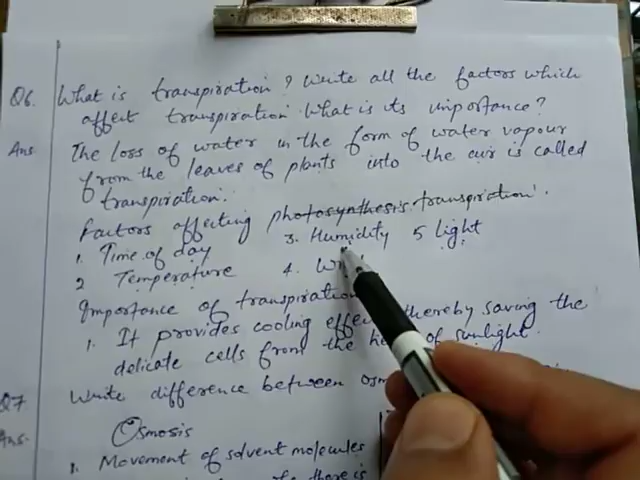 Q6. What is transpiration? Write all the factors which
affect transpiration. What is its importance?
Ans The loss of water in the form of water vapour
from the leaves of plants into the air is called
transpiration.
Factors affecting photosynthesis transpiration.
1. Time of day 3. Humidity 5 light
2 Temperature 4. W
Importance of transpiration
1. It provides cooling effect thereby saving the
delicate cells from the of sunlight.
Q7 Write difference between
Ans. Osmosis
1. Movement of solvent molecules
there is